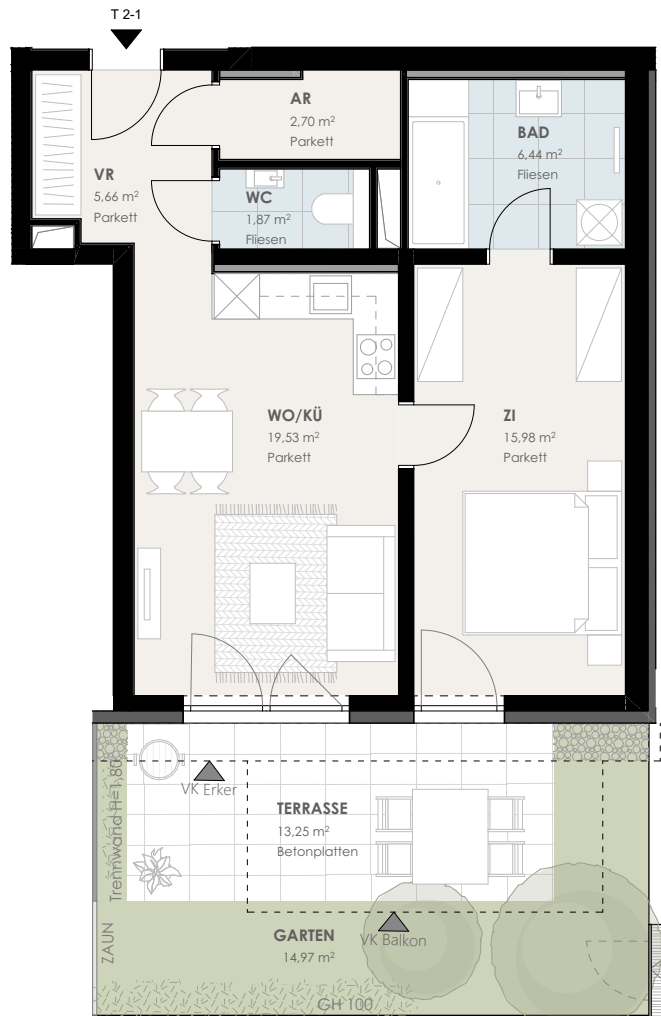 T 2-1
AR
2,70 m²
Parkett
BAD
6,44 m²
Fliesen
VR
5,66 m²
Parkett
WC
1,87 m²
Fliesen
WO/KÜ
19,53 m²
Parkett
ZI
15,98 m²
Parkett
VK Erker
Trennwand H=1,80
TERRASSE
13,25 m²
Betonplatten
ZAUN
GARTEN
14,97 m²
VK Balkon
GH 100